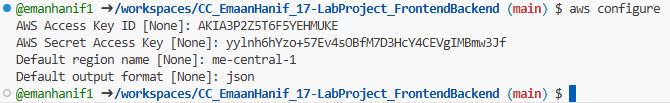 @emanhanif1 ➜/workspaces/CC_EmaanHanif_17-LabProject_FrontendBackend (main) $ aws configure
AWS Access Key ID [None]: AKIA3P2Z5T6F5YEHMUKE
AWS Secret Access Key [None]: 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
Default region name [None]: me-central-1
Default output format [None]: json
@emanhanif1 ➜/workspaces/CC_EmaanHanif_17-LabProject_FrontendBackend (main) $